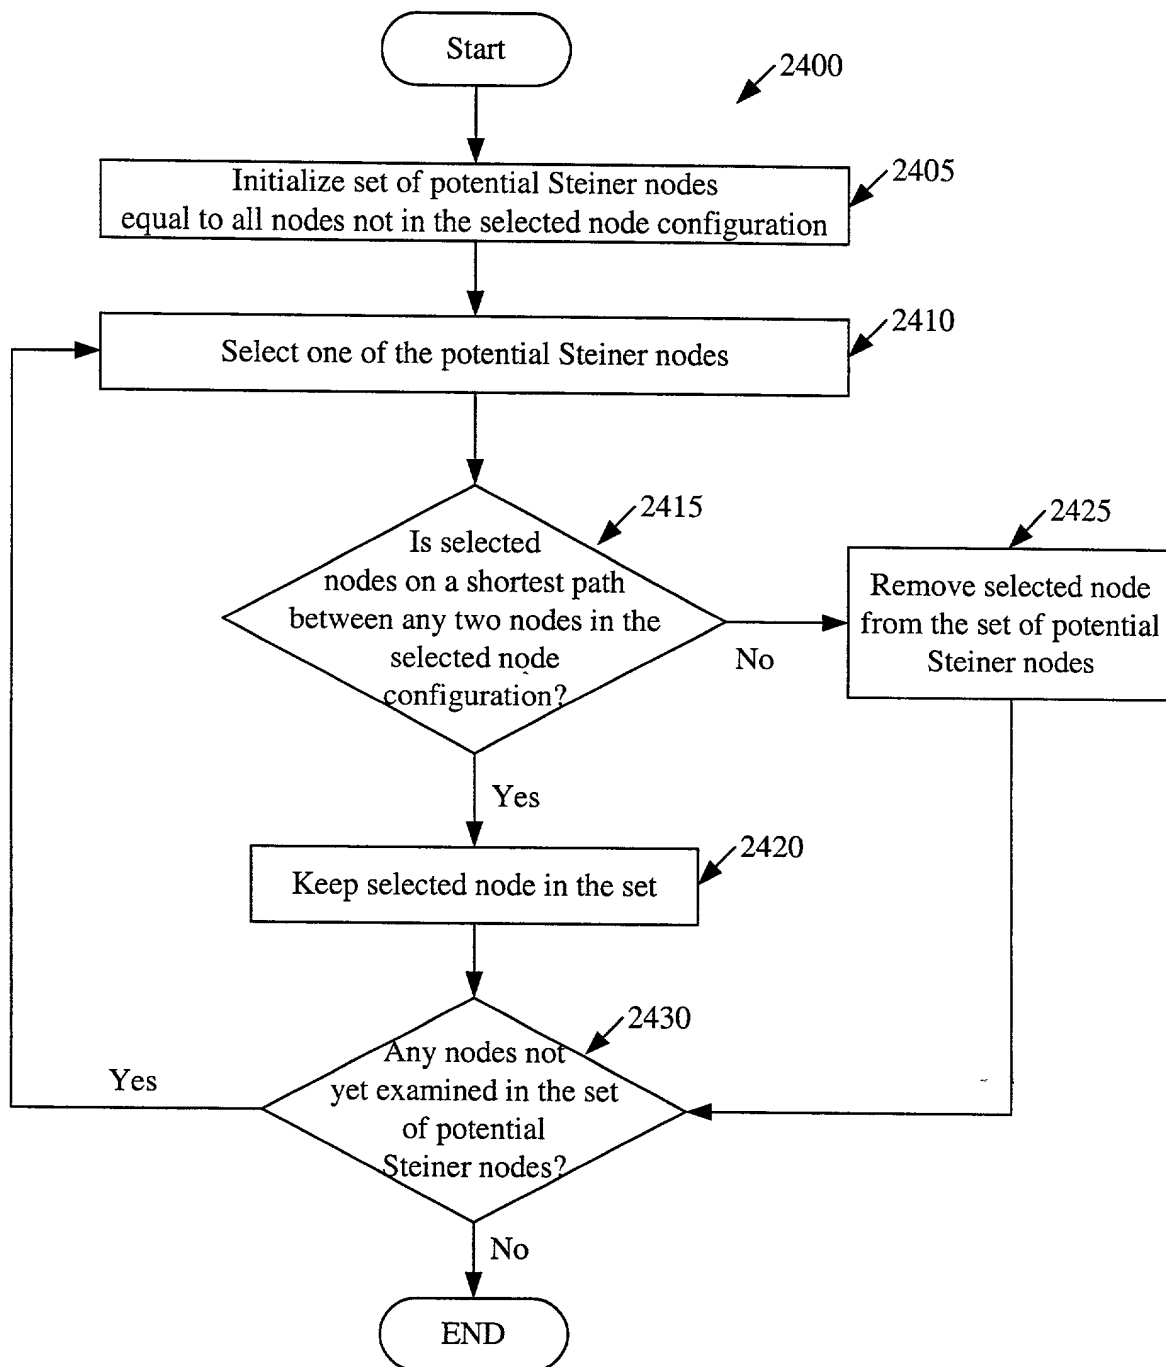 Start
2400
2405
Initialize set of potential Steiner nodes
equal to all nodes not in the selected node configuration
2410
Select one of the potential Steiner nodes
2415
Is selected
nodes on a shortest path
between any two nodes in the
selected node
configuration?
No
2425
Remove selected node
from the set of potential
Steiner nodes
Yes
2420
Keep selected node in the set
2430
Any nodes not
yet examined in the set
of potential
Steiner nodes?
Yes
No
END